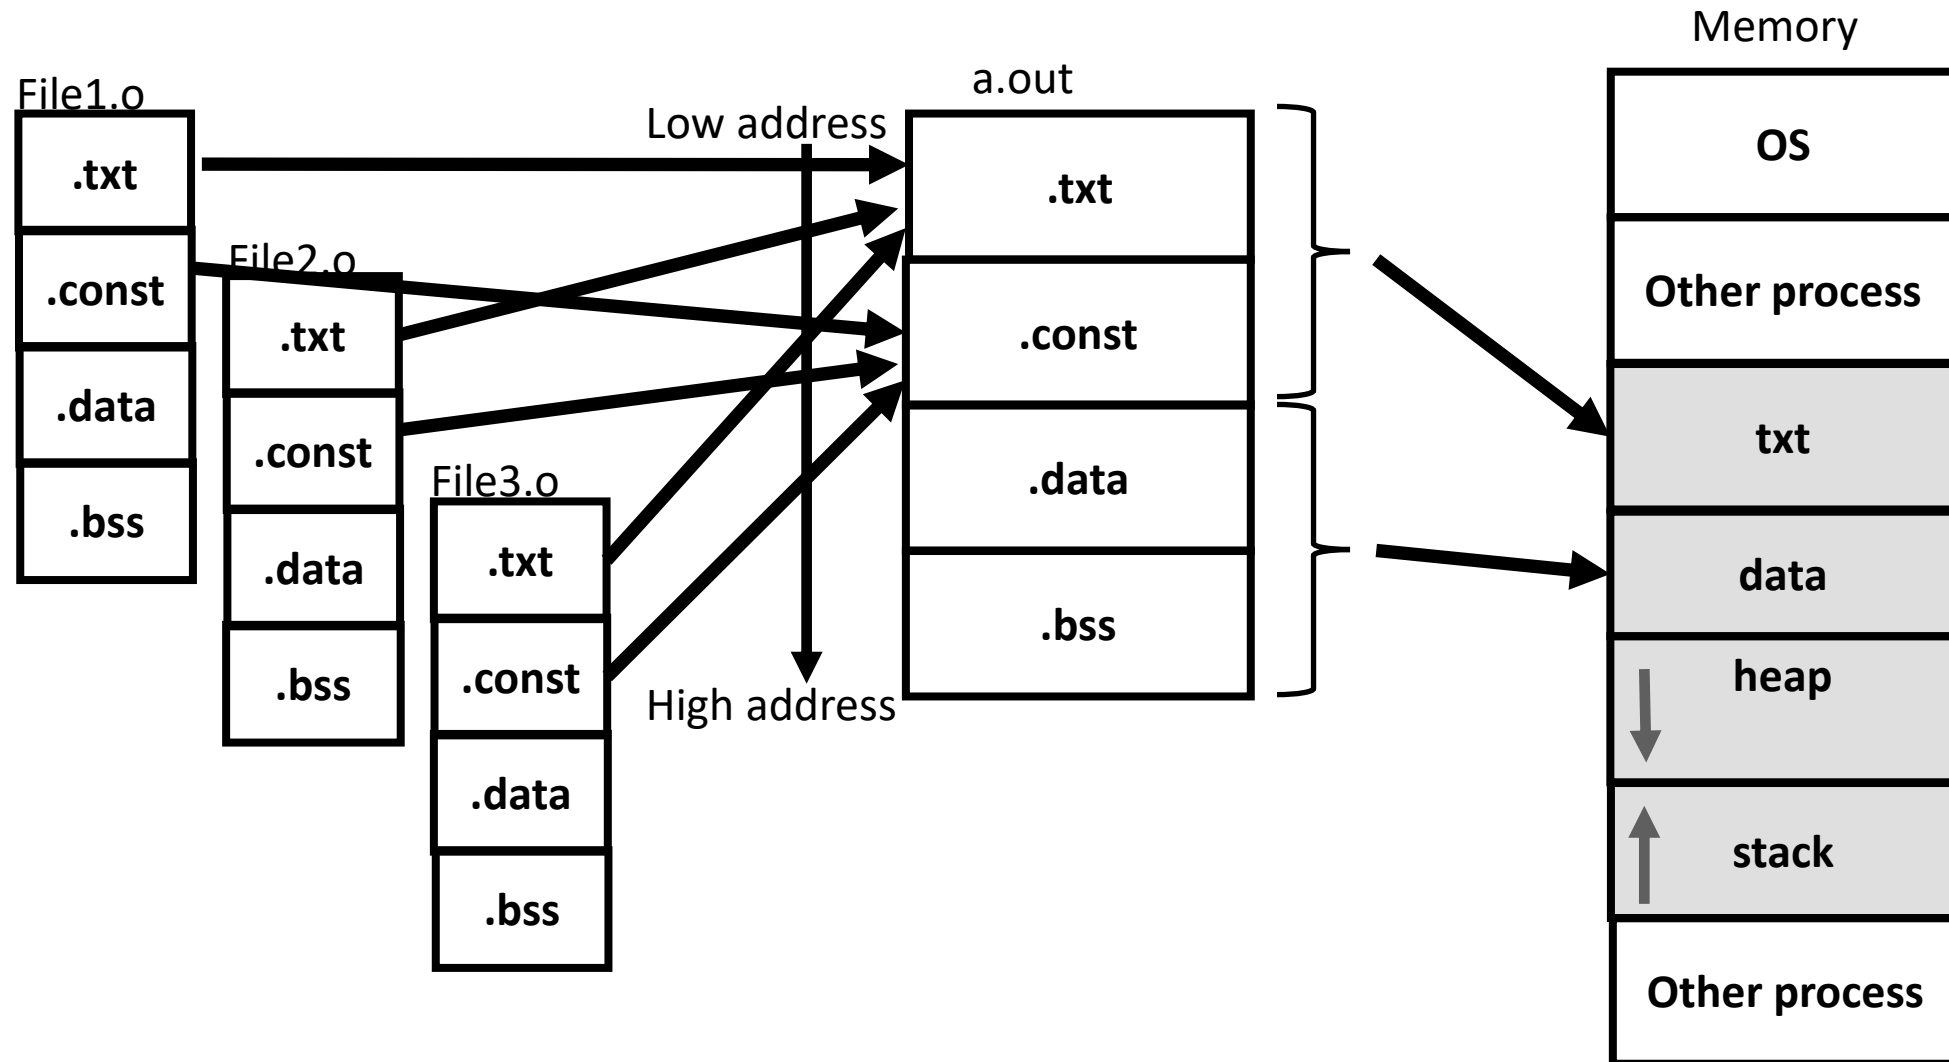 File1.o
.txt
.const
.data
.bss
File2.o
.txt
.const
.data
.bss
File3.o
.txt
.const
.data
.bss
Low address
High address
a.out
.txt
.const
.data
.bss
Memory
OS
Other process
txt
data
heap
stack
Other process